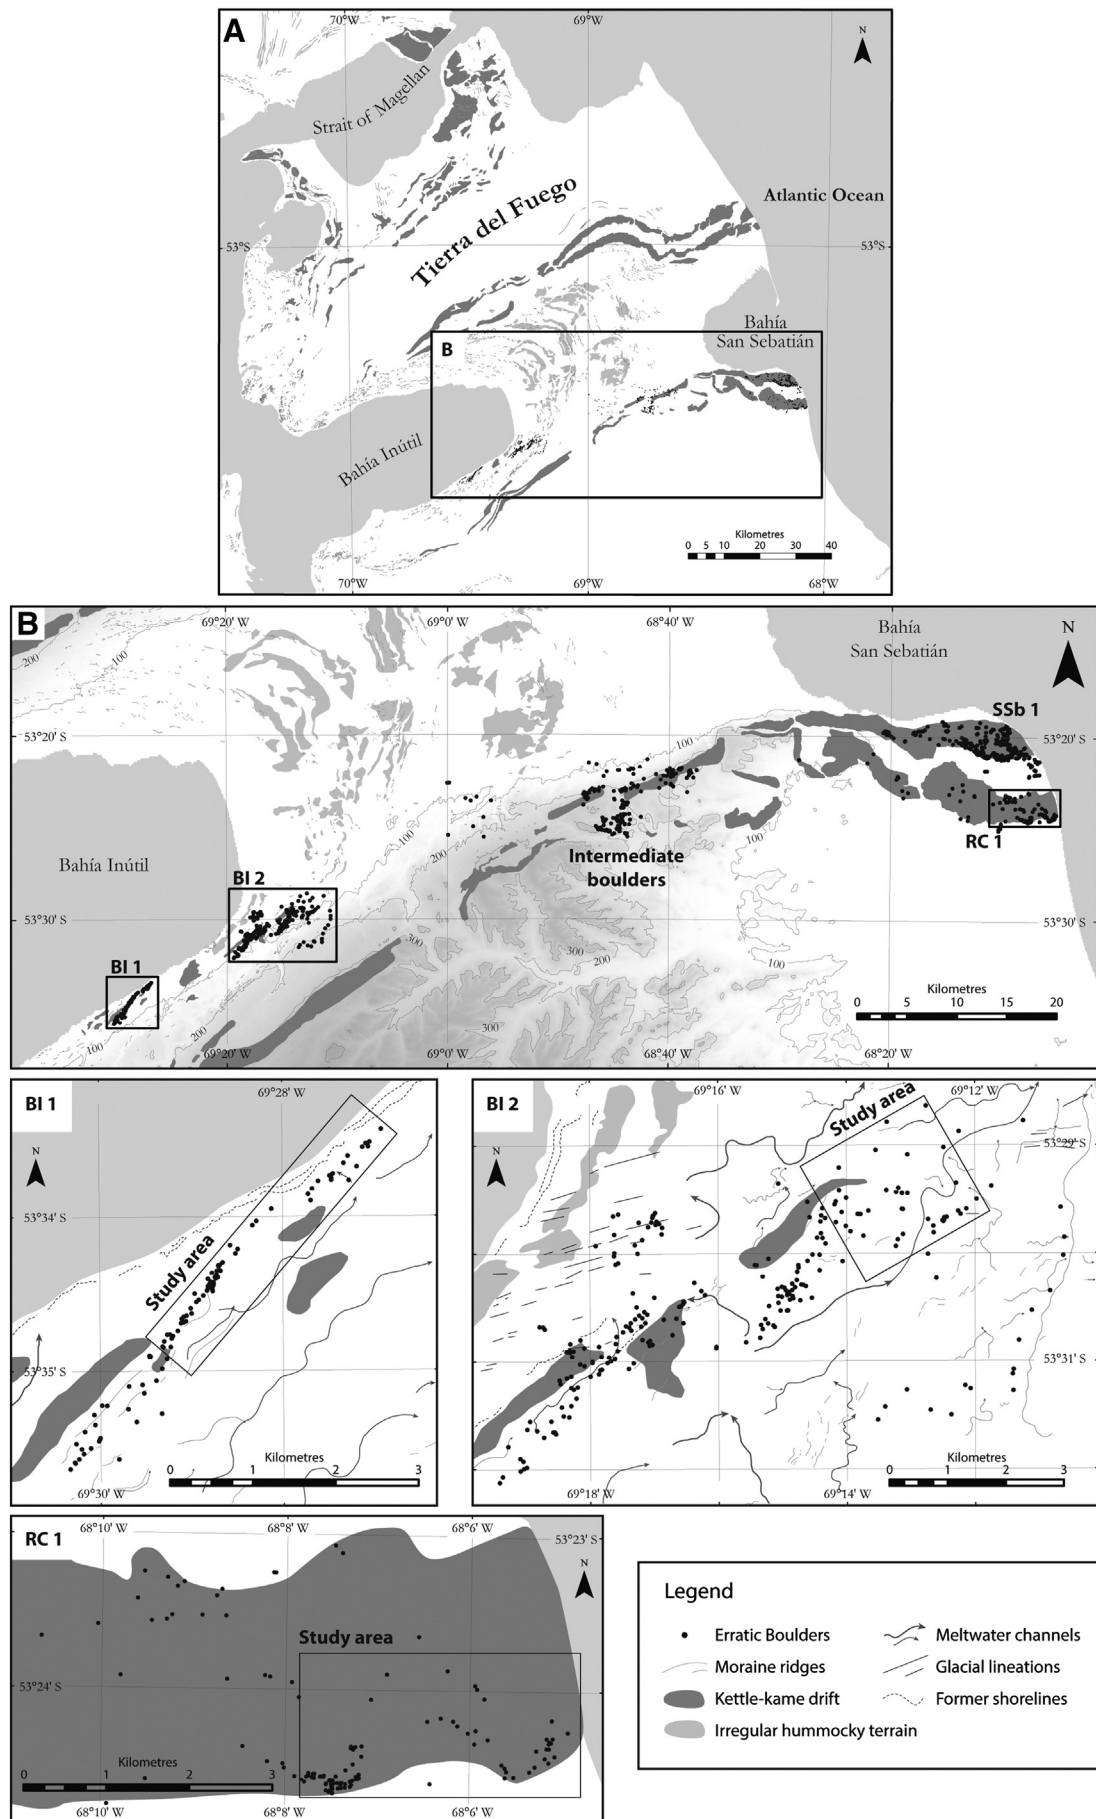 A
70°W
69°W
N
Strait of Magellan
Tierra del Fuego
Atlantic Ocean
53°S
53°S
Bahía
San Sebatián
B
Bahía Inútil
Kilometres
0 5 10 20 30 40
70°W
69°W
68°W
B
69°20' W
69°0' W
68°40' W
Bahía
San Sebatián
N
200
100
SSb 1
53°20' S
53°20' S
100
100
200
RC 1
100
Intermediate
boulders
Bahía Inútil
BI 2
53°30' S
53°30' S
300
300
200
100
BI 1
Kilometres
0 5 10 15 20
200
300
100
69°20' W
69°0' W
68°40' W
68°20' W
BI 1
69°28' W
N
53°34' S
Study area
53°35' S
Kilometres
0 1 2 3
69°30' W
BI 2
69°16' W
69°12' W
Study area
53°29' S
N
53°31' S
Kilometres
0 1 2 3
69°18' W
69°14' W
RC 1
68°10' W
68°8' W
68°6' W
53°23' S
N
Study area
53°24' S
Kilometres
0 1 2 3
68°10' W
68°8' W
68°6' W
Legend
Erratic Boulders
Meltwater channels
Moraine ridges
Glacial lineations
Kettle-kame drift
Former shorelines
Irregular hummocky terrain